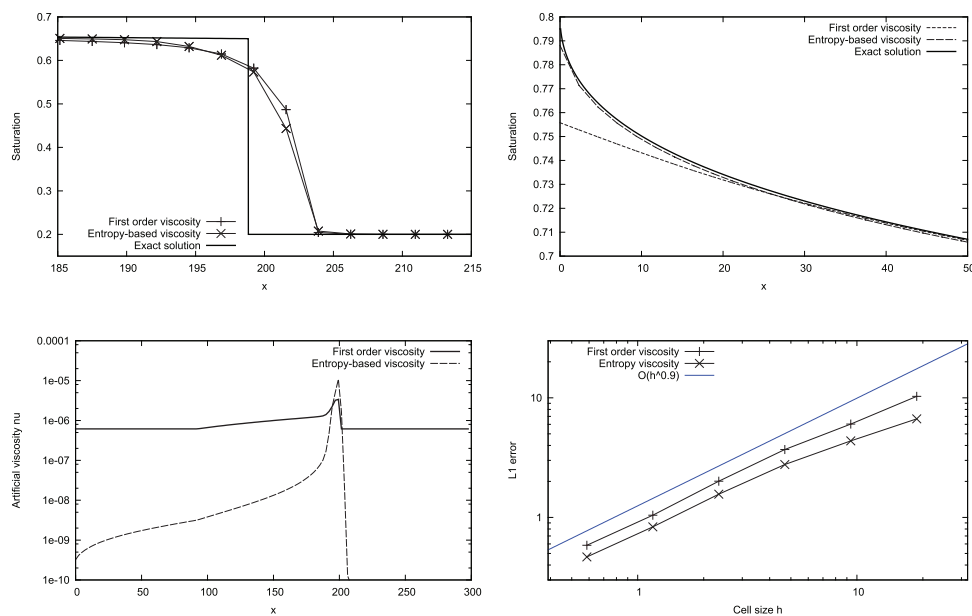 0.7
0.6
0.5
0.4
0.3
0.2
Saturation
First order viscosity
Entropy-based viscosity
Exact solution
185 190 195 200 205 210 215
x
0.8
0.79
0.78
0.77
0.76
0.75
0.74
0.73
0.72
0.71
0.7
Saturation
First order viscosity
Entropy-based viscosity
Exact solution
0 10 20 30 40 50
x
0.0001
1e-05
1e-06
1e-07
1e-08
1e-09
1e-10
Artificial viscosity nu
First order viscosity
Entropy-based viscosity
0 50 100 150 200 250 300
x
10
1
L1 error
First order viscosity
Entropy viscosity
O(h^0.9)
1 10
Cell size h